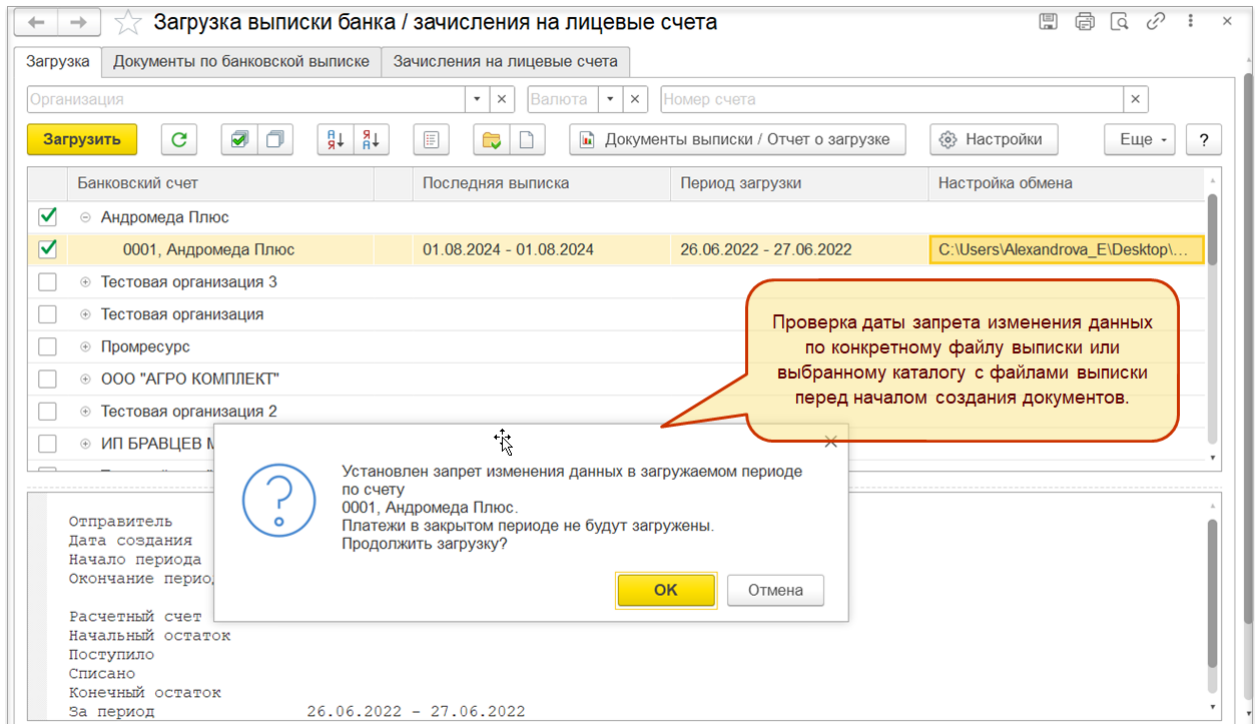 Загрузка выписки банка / зачисления на лицевые счета
Загрузка Документы по банковской выписке Зачисления на лицевые счета
Организация Валюта Номер счета
Загрузить Документы выписки / Отчет о загрузке Настройки Еще ?
Банковский счет Последняя выписка Период загрузки Настройка обмена
Андромеда Плюс
0001, Андромеда Плюс 01.08.2024 - 01.08.2024 26.06.2022 - 27.06.2022 C:\Users\Alexandrova_E\Desktop\...
Тестовая организация 3
Тестовая организация
Промресурс
ООО "АГРО КОМПЛЕКТ"
Тестовая организация 2
ИП БРАВЦЕВ
Проверка даты запрета изменения данных
по конкретному файлу выписки или
выбранному каталогу с файлами выписки
перед началом создания документов.
Установлен запрет изменения данных в загружаемом периоде
по счету
0001, Андромеда Плюс.
Платежи в закрытом периоде не будут загружены.
Продолжить загрузку?
OK Отмена
Отправитель
Дата создания
Начало периода
Окончание перио
Расчетный счет
Начальный остаток
Поступило
Списано
Конечный остаток
За период 26.06.2022 - 27.06.2022